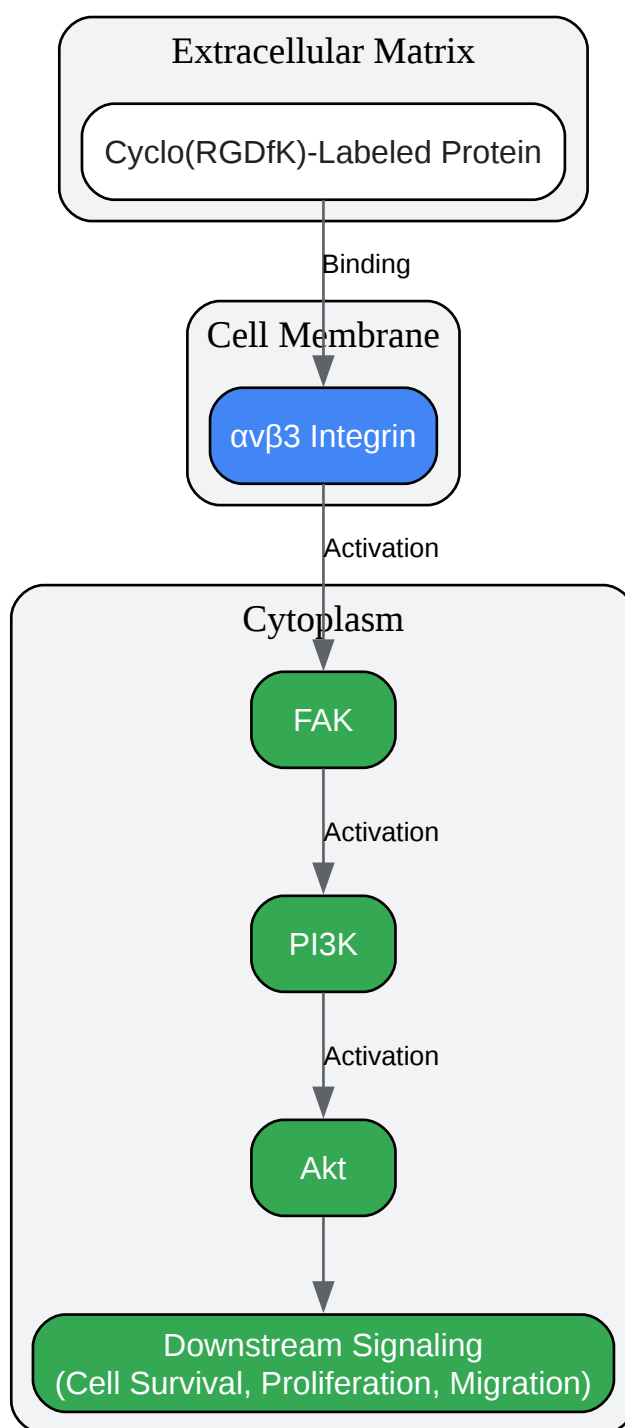 Extracellular Matrix
Cyclo(RGDfK)-Labeled Protein
Binding
Cell Membrane
αvβ3 Integrin
Activation
Cytoplasm
FAK
Activation
PI3K
Activation
Akt
Downstream Signaling
(Cell Survival, Proliferation, Migration)